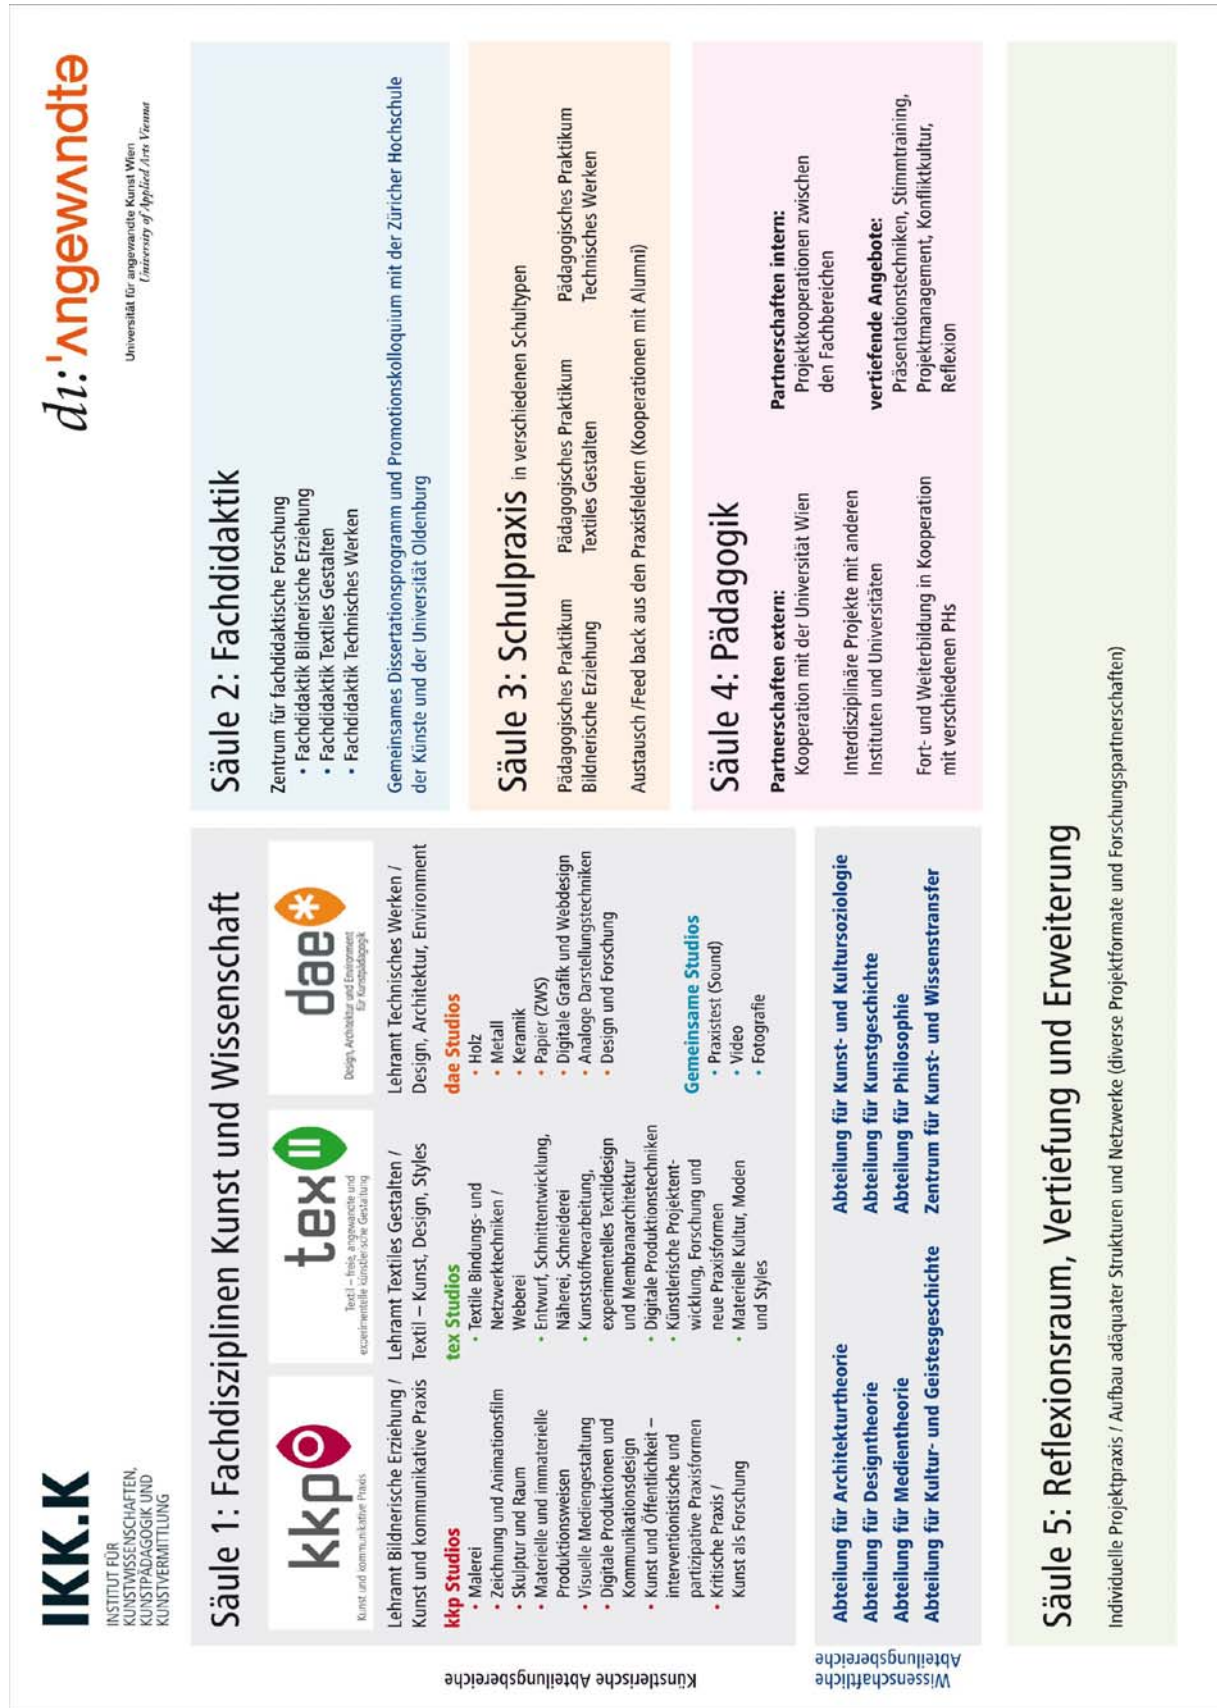 IKK.K
INSTITUT FÜR
KUNSTWISSENSCHAFTEN,
KUNSTPÄDAGOGIK UND
KUNSTVERMITTLUNG
di:'ʌngewʌndtə
Universität für angewandte Kunst Wien
University of Applied Arts Vienna
Säule 1: Fachdisziplinen Kunst und Wissenschaft
kkp
Kunst und kommunikative Praxis
Lehramt Bildnerische Erziehung /
Kunst und kommunikative Praxis
kkp Studios
• Malerei
• Zeichnung und Animationsfilm
• Skulptur und Raum
• Materielle und immaterielle
Produktionsweisen
• Visuelle Mediengestaltung
• Digitale Produktionen und
Kommunikationsdesign
• Kunst und Öffentlichkeit –
interventionistische und
partizipative Praxisformen
• Kritische Praxis /
Kunst als Forschung
tex
Textil – freie, angewandte und
experimentelle künstlerische Gestaltung
Lehramt Textiles Gestalten /
Textil – Kunst, Design, Styles
tex Studios
• Textile Bindungs- und
Netzwerktechniken /
Weberei
• Entwurf, Schnittentwicklung,
Näherei, Schneiderei
• Kunststoffverarbeitung,
experimentelles Textildesign
und Membranarchitektur
• Digitale Produktionstechniken
• Künstlerische Projektent-
wicklung, Forschung und
neue Praxisformen
• Materielle Kultur, Moden
und Styles
dae*
Design, Architektur und Environment
für Kunstpädagogik
Lehramt Technisches Werken /
Design, Architektur, Environment
dae Studios
• Holz
• Metall
• Keramik
• Papier (ZWS)
• Digitale Grafik und Webdesign
• Analoge Darstellungstechniken
• Design und Forschung
Gemeinsame Studios
• Praxistest (Sound)
• Video
• Fotografie
Künstlerische Abteilungsbereiche
Wissenschaftliche
Abteilungsbereiche
Abteilung für Architekturtheorie
Abteilung für Designtheorie
Abteilung für Medientheorie
Abteilung für Kultur- und Geistesgeschichte
Abteilung für Kunst- und Kultursoziologie
Abteilung für Kunstgeschichte
Abteilung für Philosophie
Zentrum für Kunst- und Wissenstransfer
Säule 2: Fachdidaktik
Zentrum für fachdidaktische Forschung
• Fachdidaktik Bildnerische Erziehung
• Fachdidaktik Textiles Gestalten
• Fachdidaktik Technisches Werken
Gemeinsames Dissertationsprogramm und Promotionskolloquium mit der Züricher Hochschule
der Künste und der Universität Oldenburg
Säule 3: Schulpraxis in verschiedenen Schultypen
Pädagogisches Praktikum
Bildnerische Erziehung
Pädagogisches Praktikum
Textiles Gestalten
Pädagogisches Praktikum
Technisches Werken
Austausch /Feed back aus den Praxisfeldern (Kooperationen mit Alumni)
Säule 4: Pädagogik
Partnerschaften extern:
Kooperation mit der Universität Wien
Interdisziplinäre Projekte mit anderen
Instituten und Universitäten
Fort- und Weiterbildung in Kooperation
mit verschiedenen PHs
Partnerschaften intern:
Projektkooperationen zwischen
den Fachbereichen
vertiefende Angebote:
Präsentationstechniken, Stimmtraining,
Projektmanagement, Konfliktkultur,
Reflexion
Säule 5: Reflexionsraum, Vertiefung und Erweiterung
Individuelle Projektpraxis / Aufbau adäquater Strukturen und Netzwerke (diverse Projektformate und Forschungspartnerschaften)